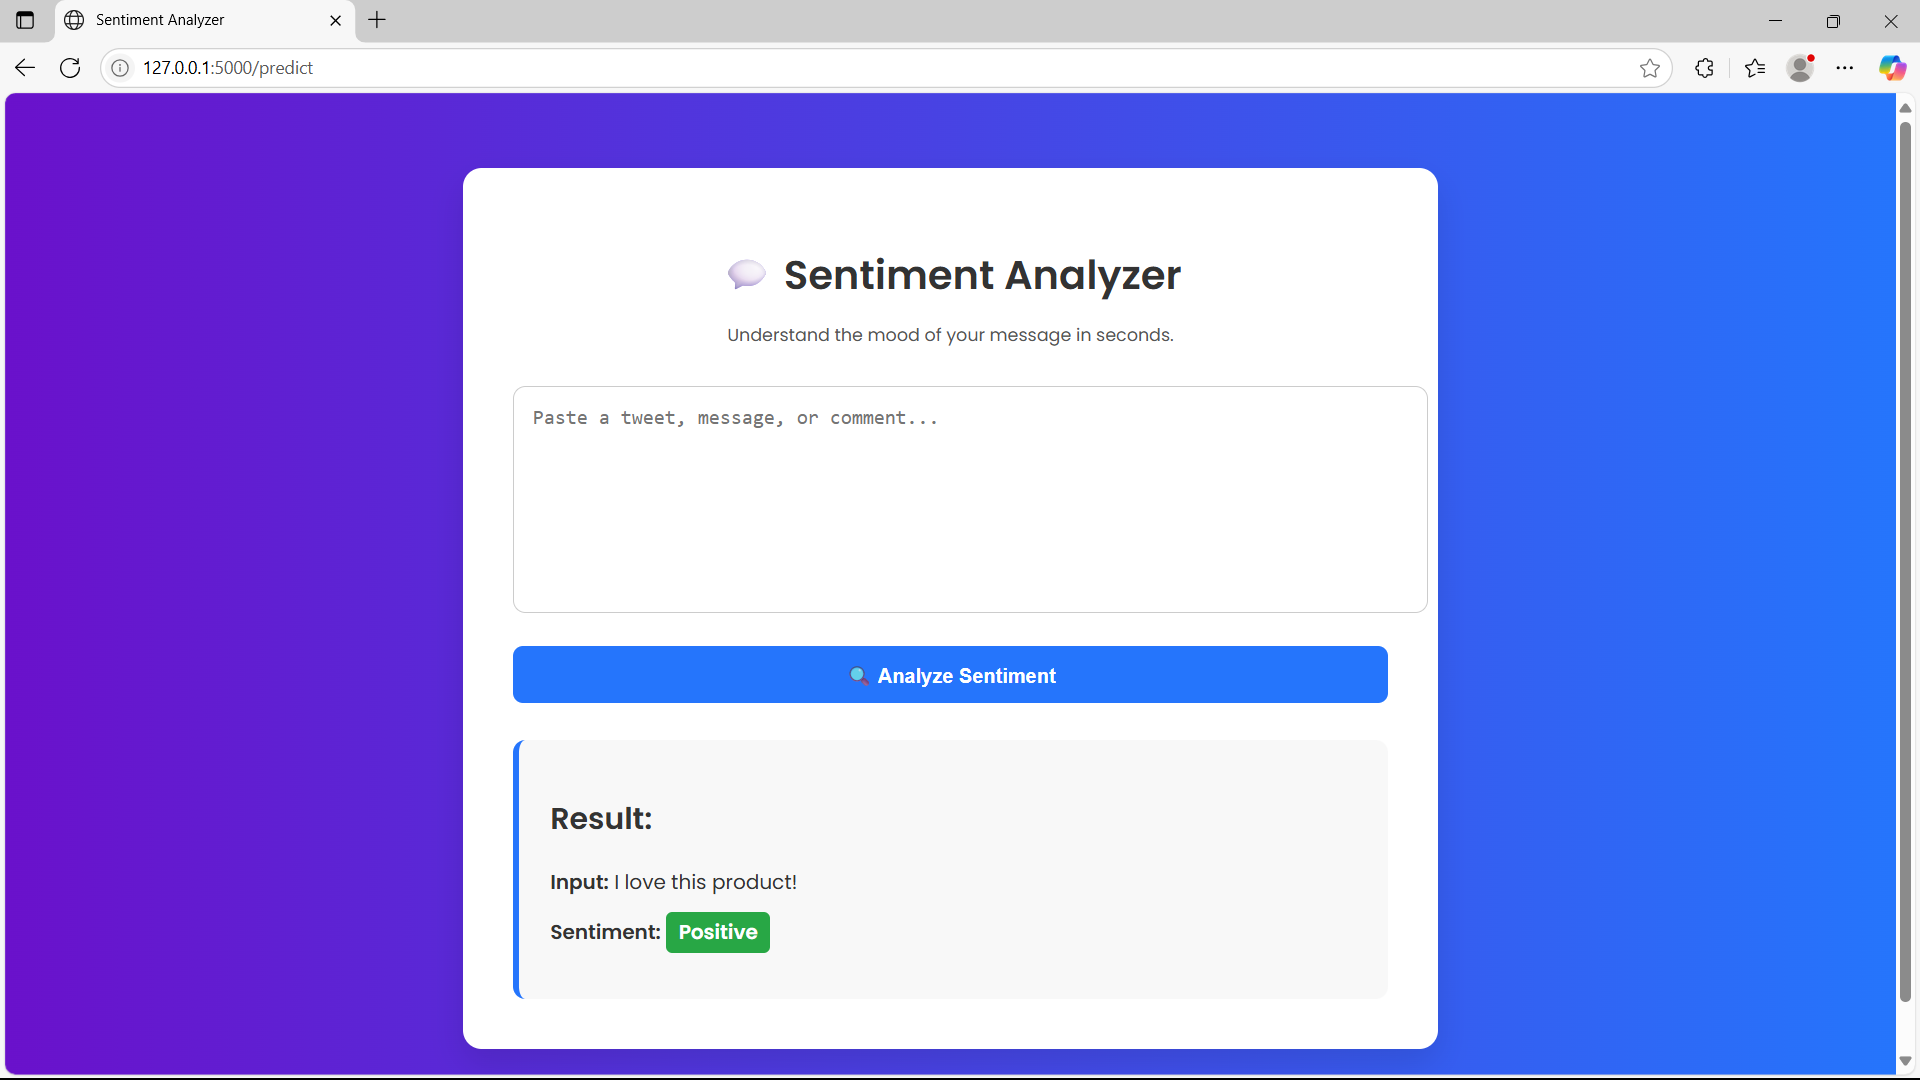 Sentiment Analyzer
127.0.0.1:5000/predict
Sentiment Analyzer
Understand the mood of your message in seconds.
Paste a tweet, message, or comment...
Analyze Sentiment
Result:
Input: I love this product!
Sentiment: Positive